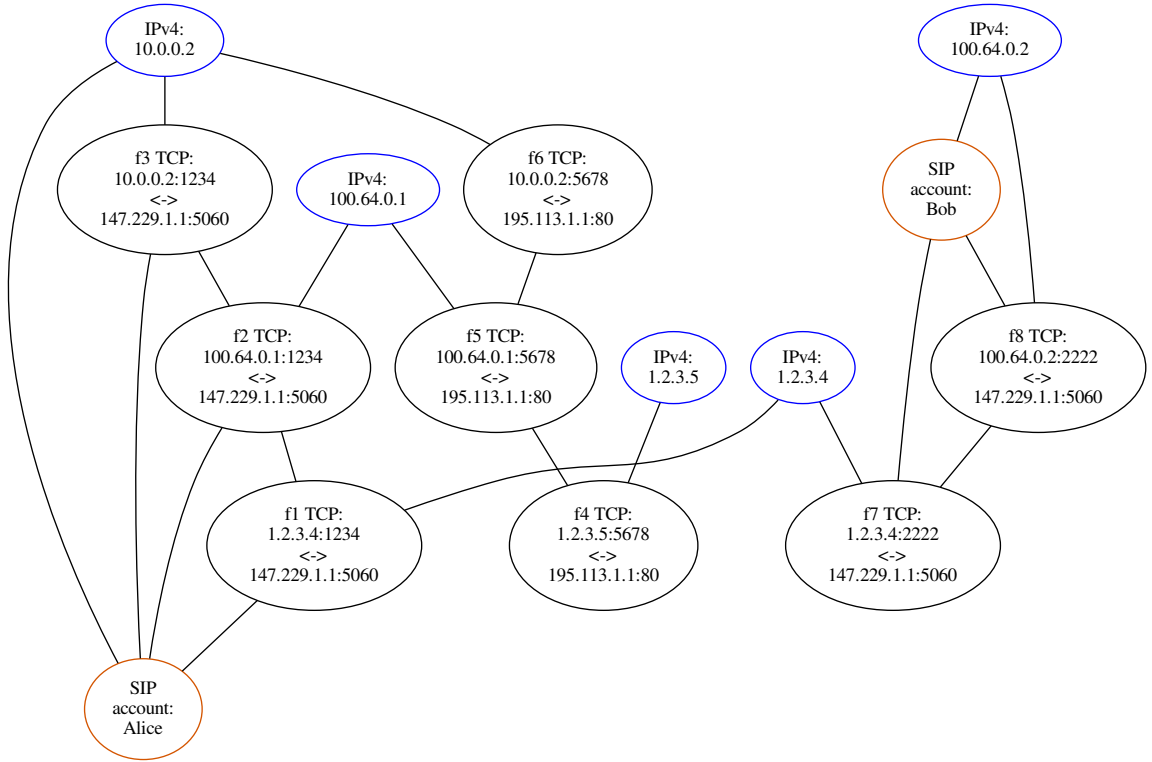 IPv4:
10.0.0.2
IPv4:
100.64.0.2
f3 TCP:
10.0.0.2:1234
<->
147.229.1.1:5060
IPv4:
100.64.0.1
f6 TCP:
10.0.0.2:5678
<->
195.113.1.1:80
SIP
account:
Bob
f2 TCP:
100.64.0.1:1234
<->
147.229.1.1:5060
f5 TCP:
100.64.0.1:5678
<->
195.113.1.1:80
IPv4:
1.2.3.5
IPv4:
1.2.3.4
f8 TCP:
100.64.0.2:2222
<->
147.229.1.1:5060
f1 TCP:
1.2.3.4:1234
<->
147.229.1.1:5060
f4 TCP:
1.2.3.5:5678
<->
195.113.1.1:80
f7 TCP:
1.2.3.4:2222
<->
147.229.1.1:5060
SIP
account:
Alice